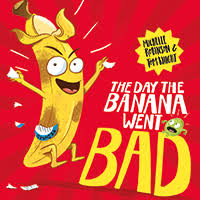 MICHELLE
ROBINSON &
TOM KNIGHT
THE DAY THE
BANANA
WENT
BAD